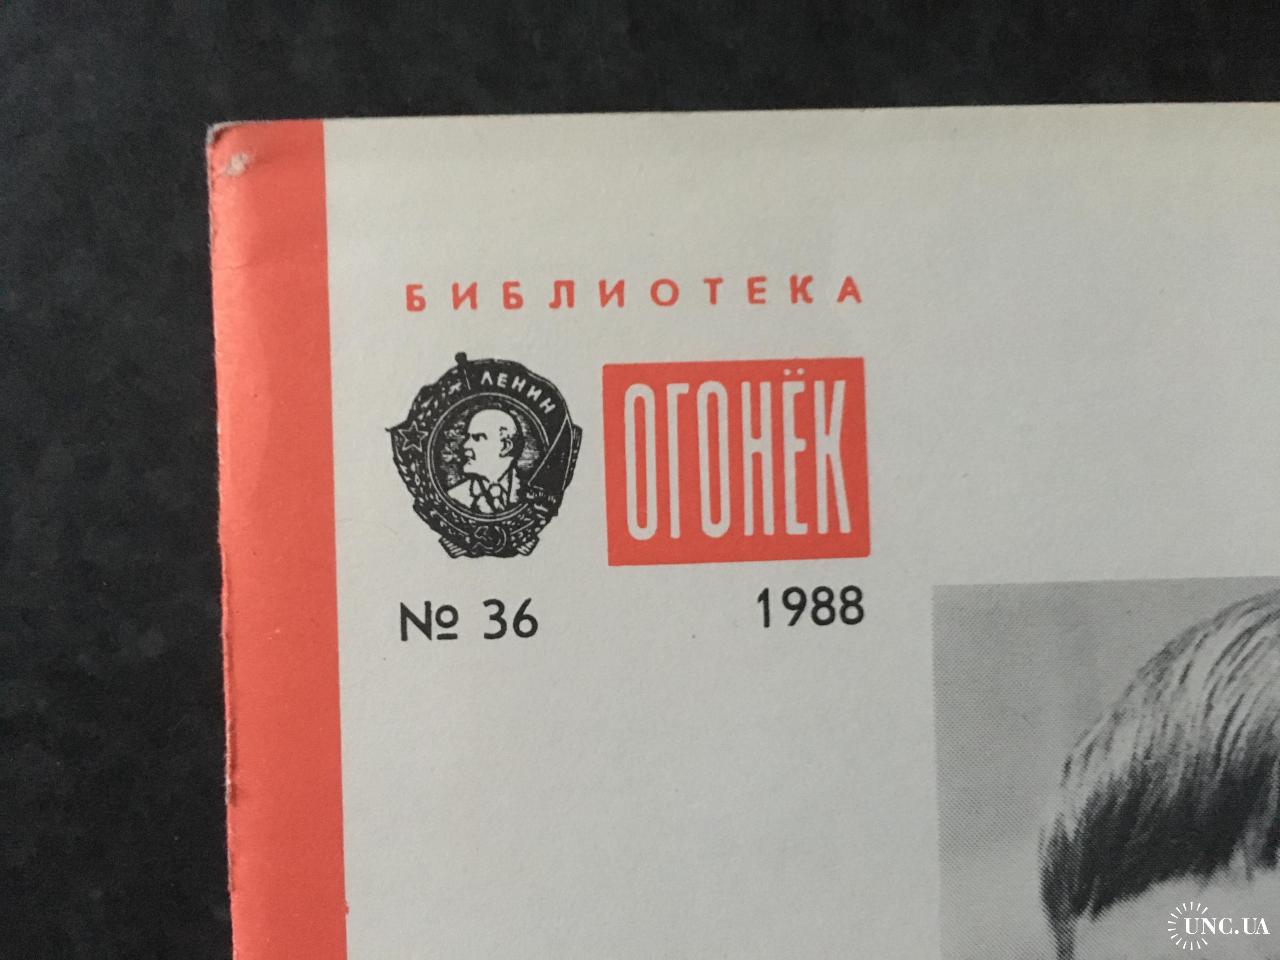 БИБЛИОТЕКА
ЛЕНИН
ОГОНЁК
№ 36
1988
UNC.UA